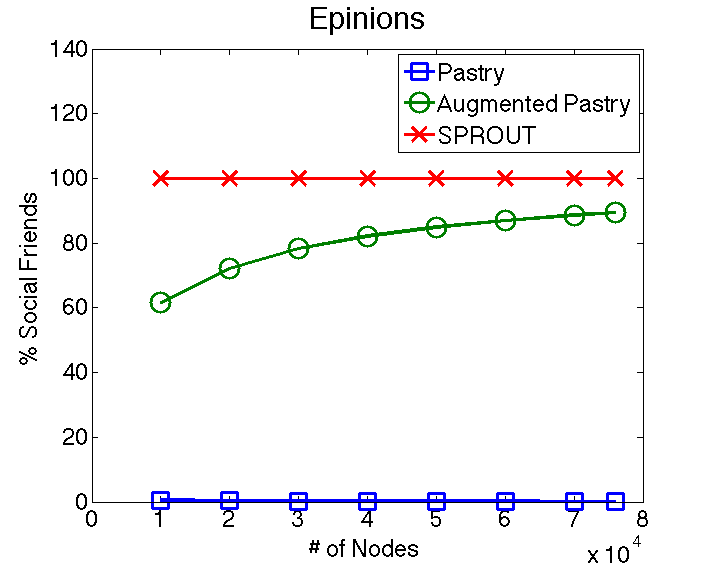 Epinions
140
120
100
80
60
40
20
0
% Social Friends
Pastry
Augmented Pastry
SPROUT
0 1 2 3 4 5 6 7 8
# of Nodes
x 10^4